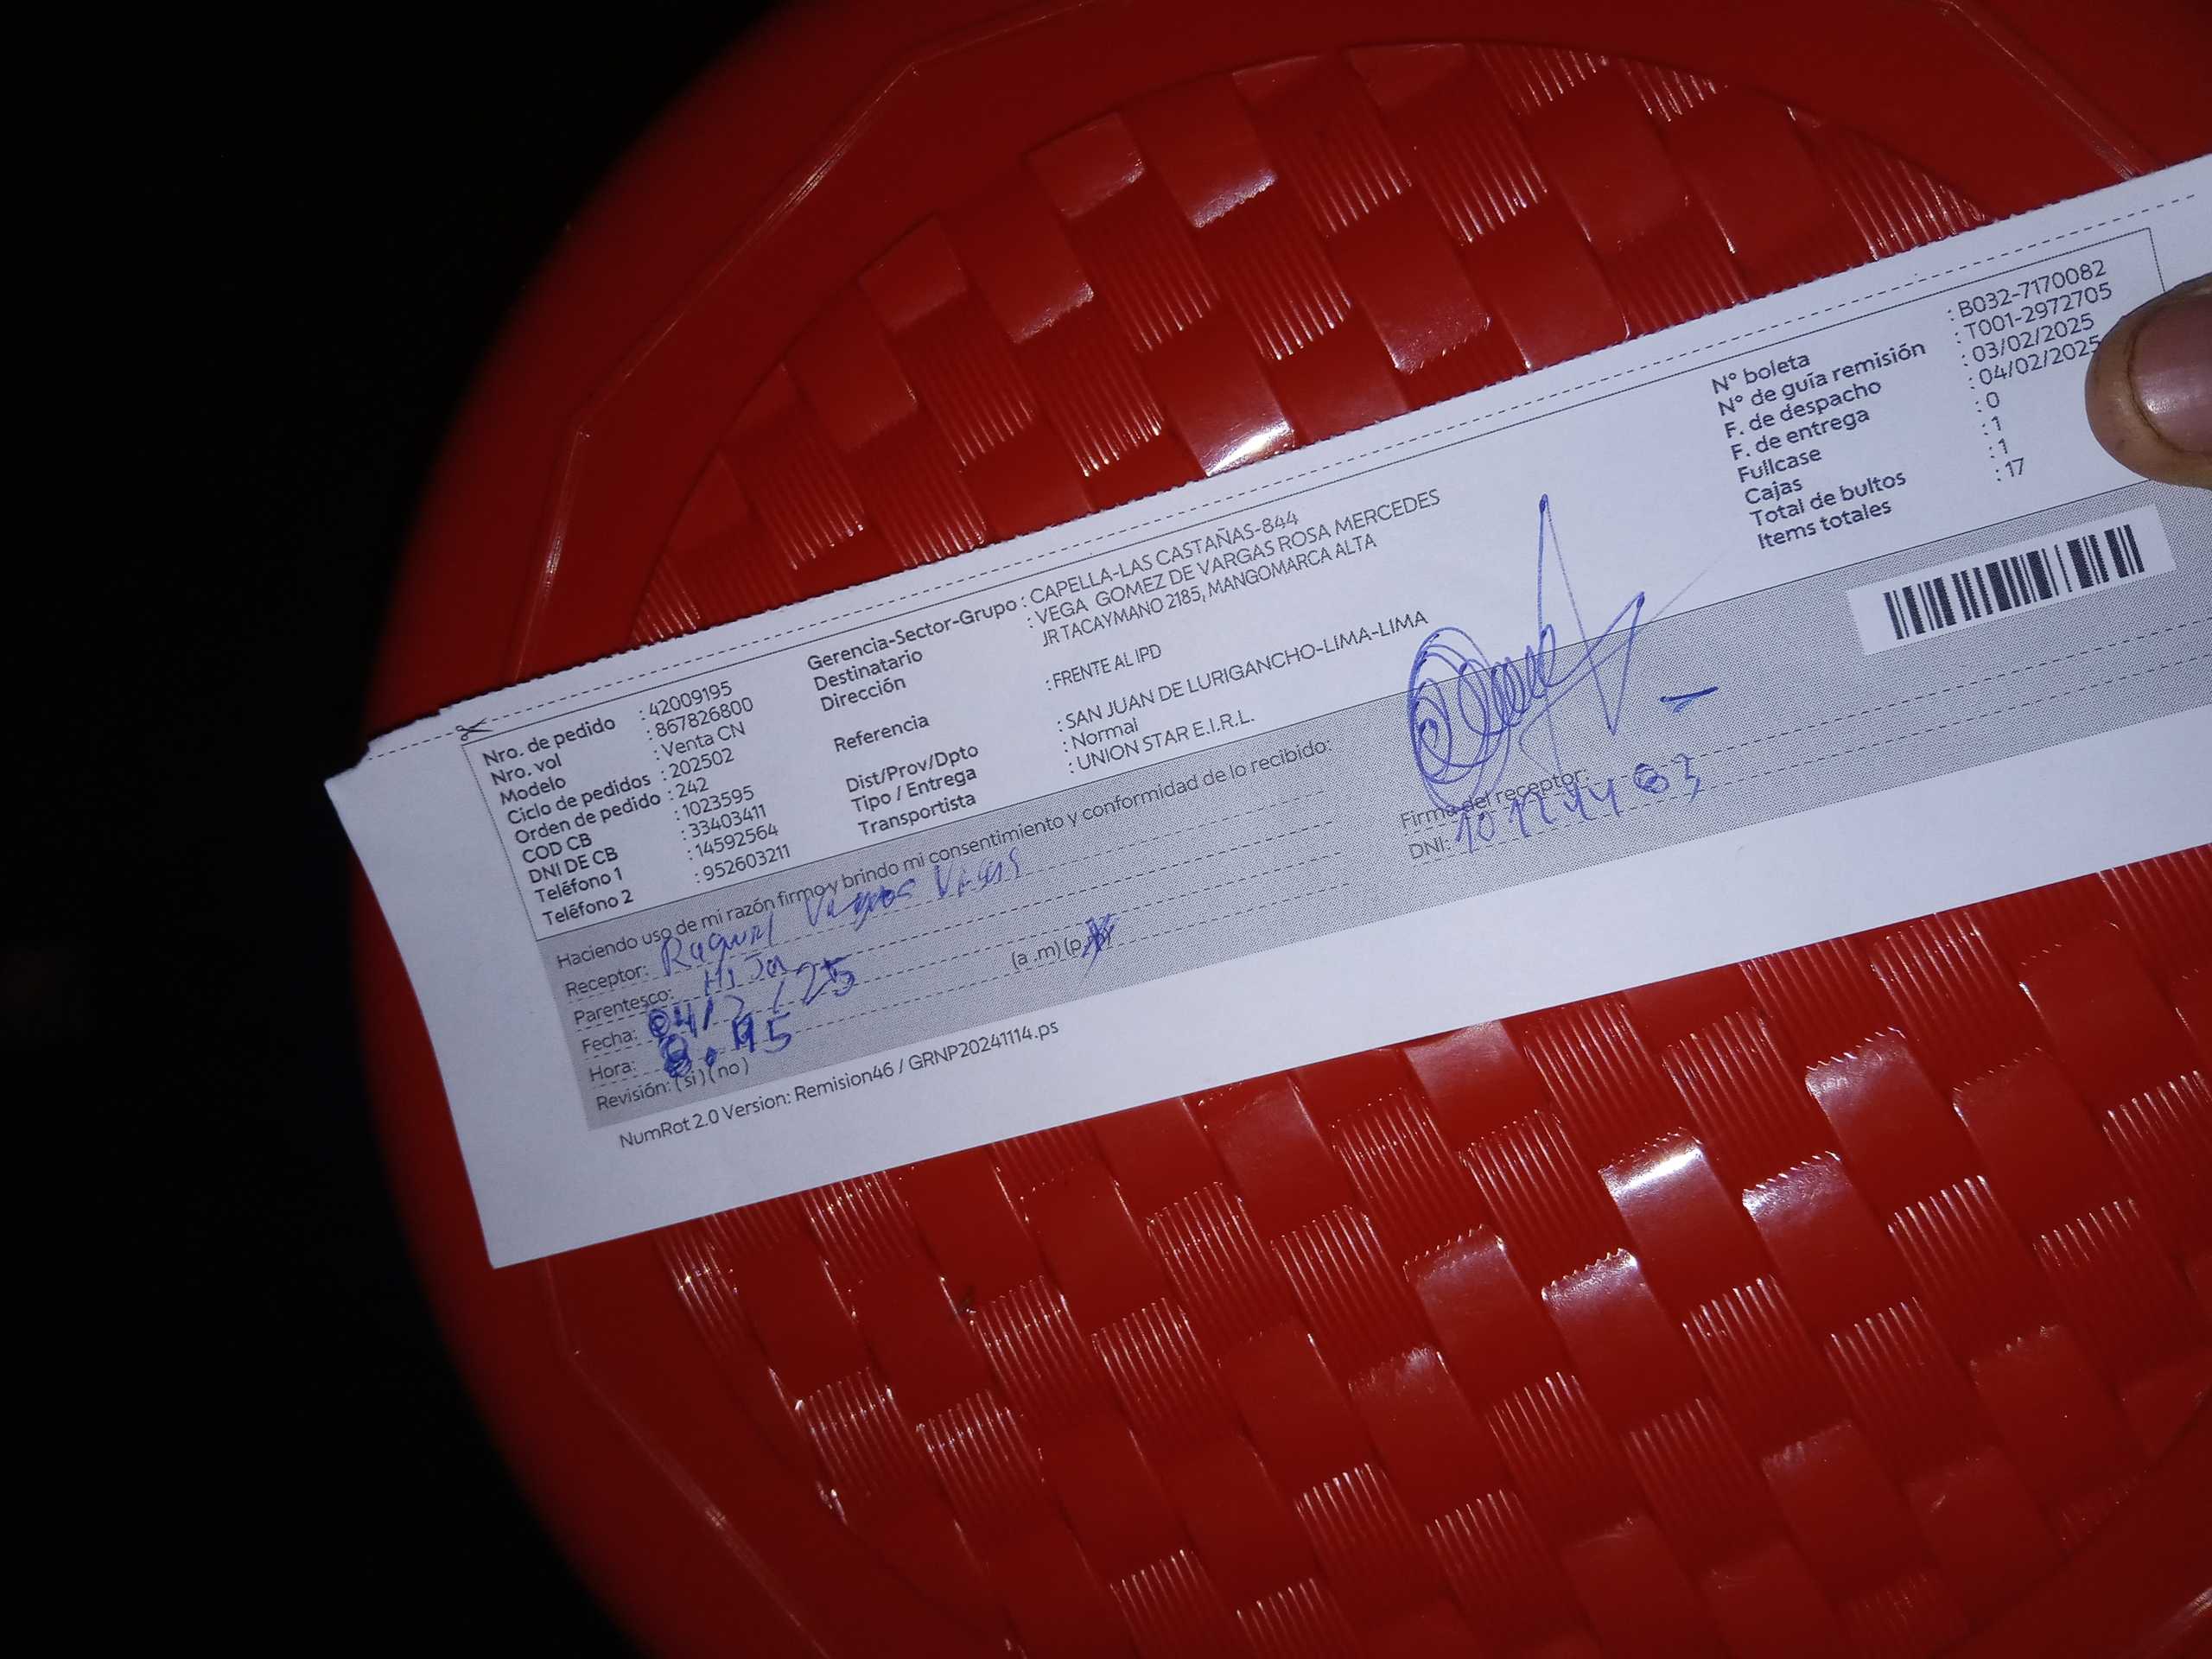 Nro. de pedido : 42009195
Nro. vol : 867826800
Modelo : Venta CN
Ciclo de pedidos : 202502
Orden de pedido : 242
COD CB : 1023595
DNI DE CB : 33403411
Teléfono 1 : 14592564
Teléfono 2 : 952603211
Gerencia-Sector-Grupo : CAPELLA-LAS CASTAÑAS-844
Destinatario : VEGA GOMEZ DE VARGAS ROSA MERCEDES
Dirección JR TACAYMANO 2185, MANGOMARCA ALTA
Referencia : FRENTE AL IPD
Dist/Prov/Dpto : SAN JUAN DE LURIGANCHO-LIMA-LIMA
Tipo / Entrega : Normal
Transportista : UNION STAR E.I.R.L.
N° boleta : B032-7170082
N° de guía remisión : T001-2972705
F. de despacho : 03/02/2025
F. de entrega : 04/02/2025
Fullcase : 0
Cajas : 1
Total de bultos : 1
Items totales : 17
Haciendo uso de mi razón firmo y brindo mi consentimiento y conformidad de lo recibido:
Receptor: Raquel Vargas
Parentesco: HiJa
Fecha: 04/2/25
Hora: 8:45 (a.m)
Revisión: (si) (no)
Firma del receptor:
DNI:
NumRot 2.0 Version: Remision46 / GRNP20241114.ps